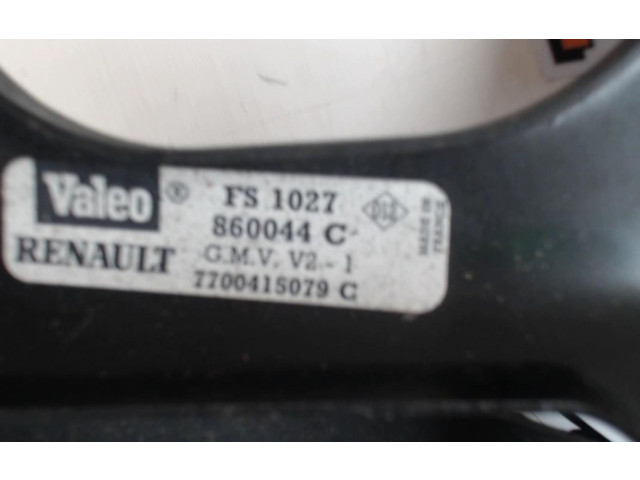 Valeo ® FS 1027
860044 C
RENAULT G.M.V. V2 - 1
7700415079 C
MADE IN
FRANCE